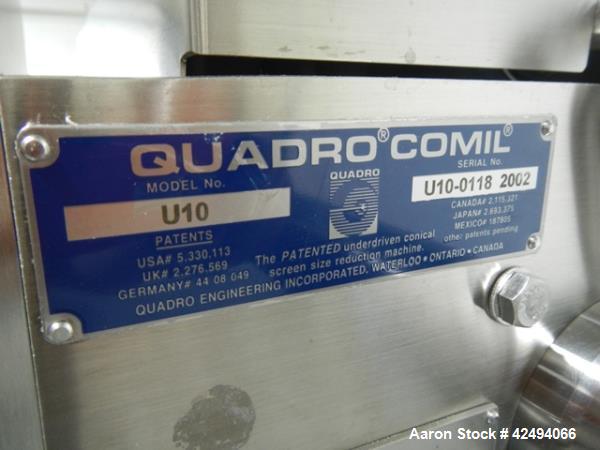 QUADRO® COMIL®
MODEL No.
U10
PATENTS
USA# 5,330,113
UK# 2,276,569
GERMANY# 44 08 049
QUADRO
SERIAL No.
U10-0118 2002
CANADA# 2,115,321
JAPAN# 2,693,375
MEXICO# 187805
other patents pending
The PATENTED underdriven conical
screen size reduction machine.
QUADRO ENGINEERING INCORPORATED, WATERLOO • ONTARIO • CANADA
Aaron Stock # 42494066